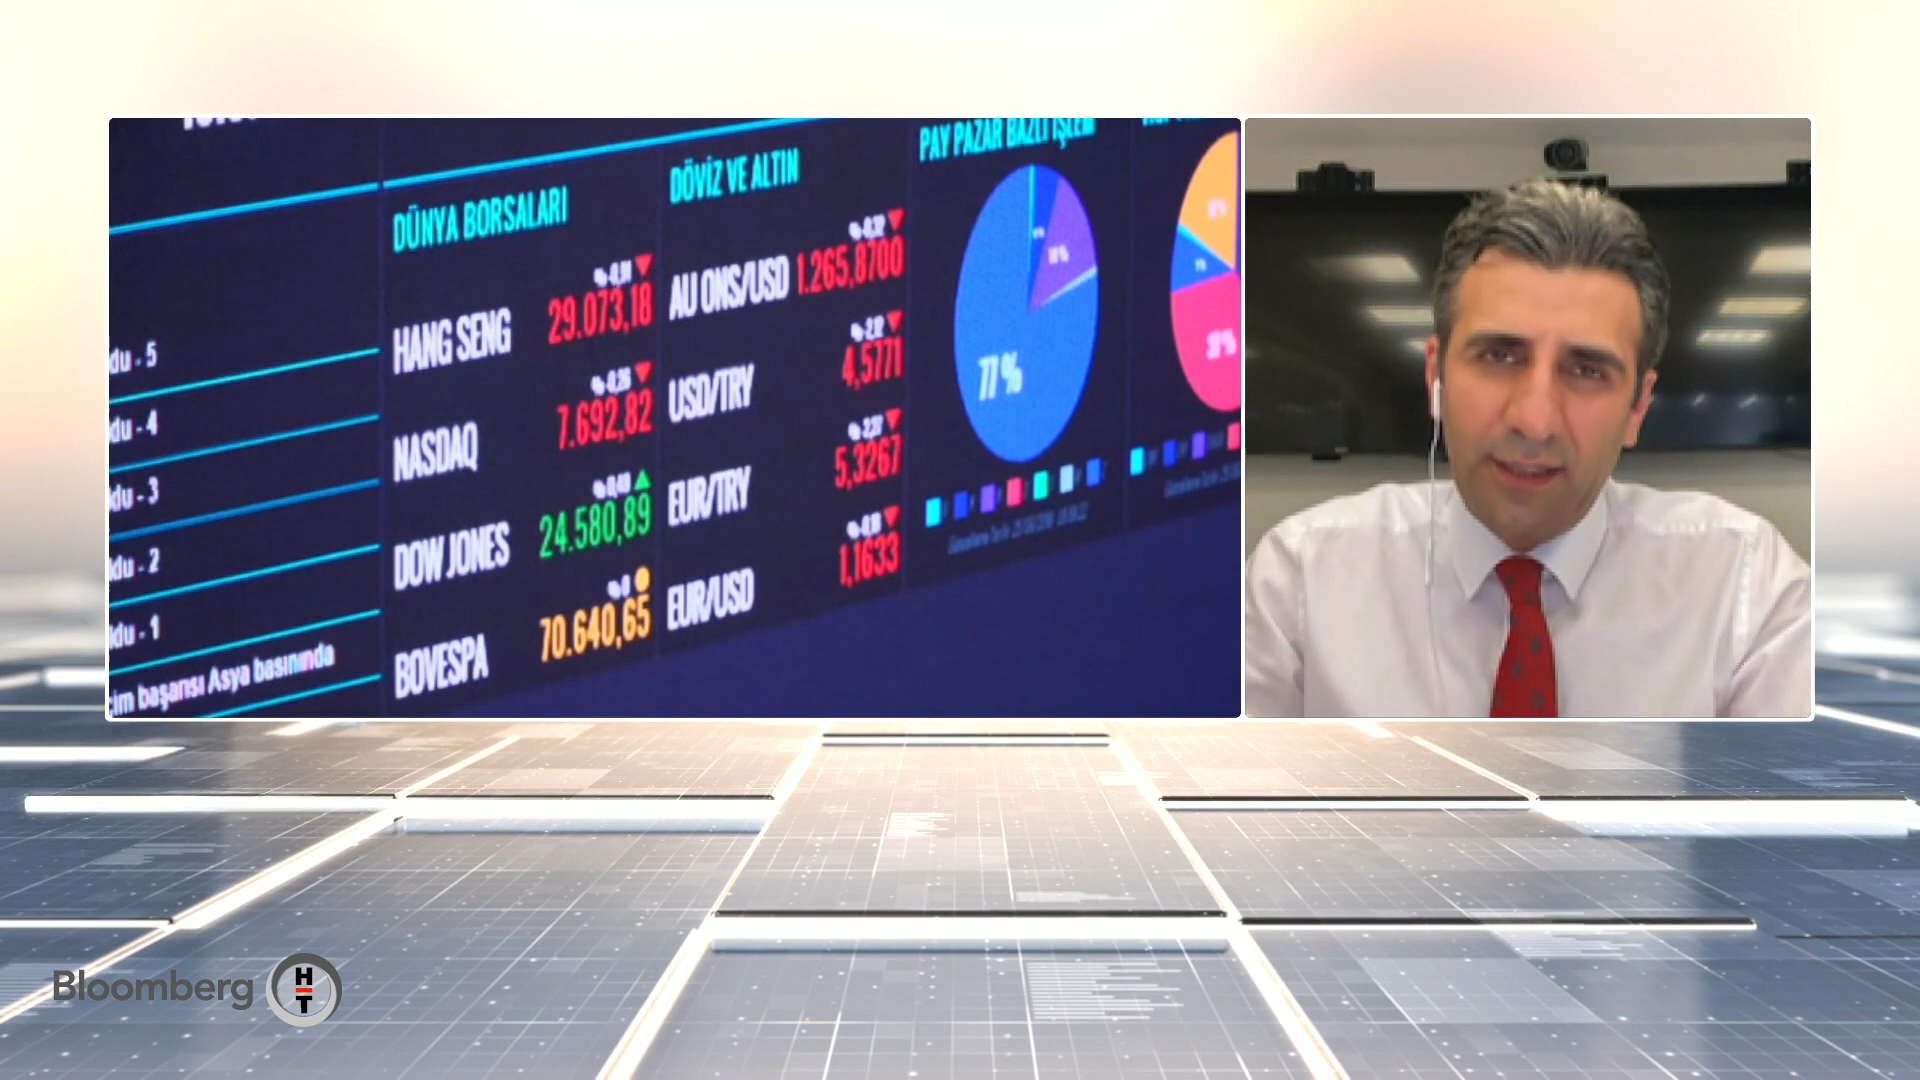 du - 5
du - 4
du - 3
du - 2
du - 1
çim başarısı Asya basınında
DÜNYA BORSALARI
HANG SENG
29.073,18
NASDAQ
7.692,82
DOW JONES
24.580,89
BOVESPA
%0
70.640,65
DÖVİZ VE ALTIN
AU ONS/USD
1.265,8700
USD/TRY
4,5771
EUR/TRY
5,3267
EUR/USD
1,1633
PAY PAZAR BAZLI İŞLEM
77%
Bloomberg HT